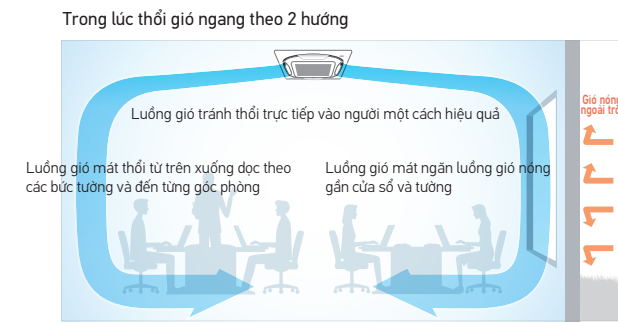 Trong lúc thổi gió ngang theo 2 hướng
Luồng gió tránh thổi trực tiếp vào người một cách hiệu quả
Gió nóng
ngoài trờ
Luồng gió mát thổi từ trên xuống dọc theo
các bức tường và đến từng góc phòng
Luồng gió mát ngăn luồng gió nóng
gần cửa sổ và tường